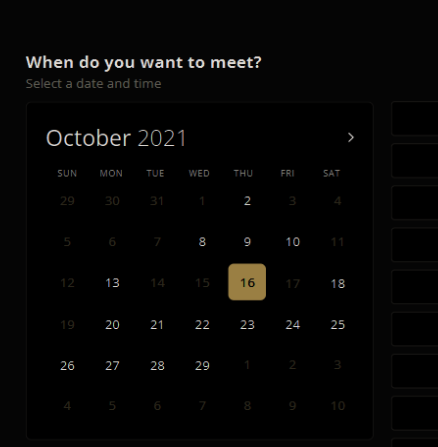 When do you want to meet?
Select a date and time
October 2021
SUN MON TUE WED THU FRI SAT
29 30 31 1 2 3 4
5 6 7 8 9 10 11
12 13 14 15 16 17 18
19 20 21 22 23 24 25
26 27 28 29 1 2 3
4 5 6 7 8 9 10